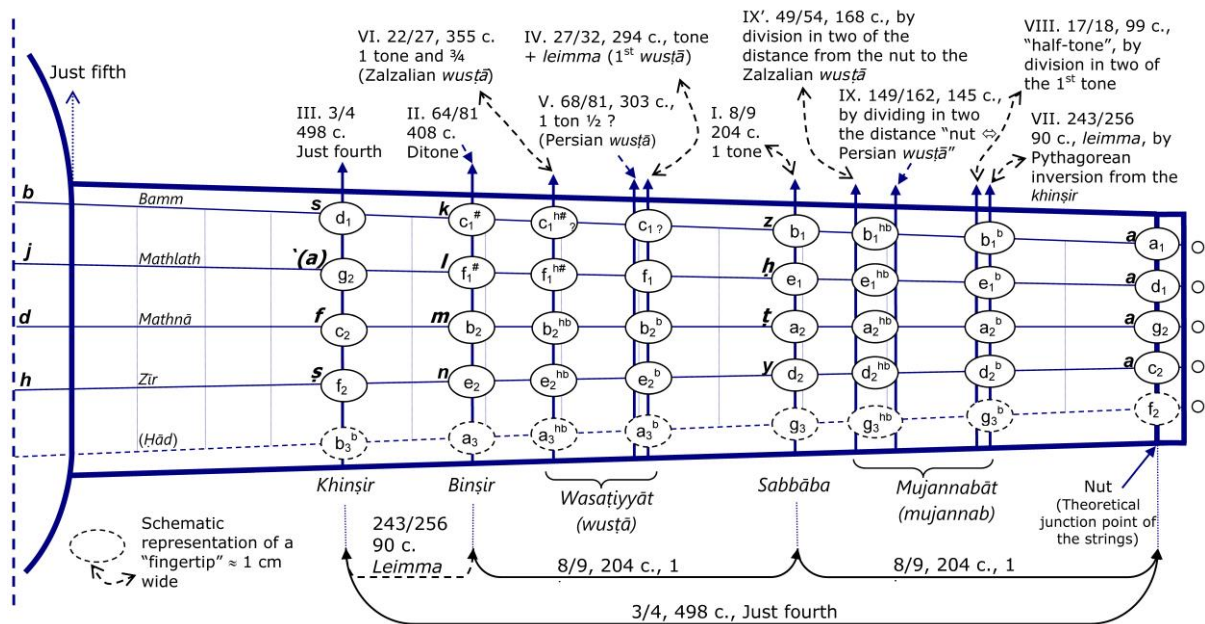 Just fifth
VI. 22/27, 355 c.
1 tone and ¾
(Zalzalian wusṭā)
IV. 27/32, 294 c., tone
+ leimma (1st wusṭā)
IX'. 49/54, 168 c., by
division in two of the
distance from the nut to the
Zalzalian wusṭā
VIII. 17/18, 99 c.,
“half-tone”, by
division in two of
the 1st tone
III. 3/4
498 c.
Just fourth
II. 64/81
408 c.
Ditone
V. 68/81, 303 c.,
1 ton ½ ?
(Persian wusṭā)
I. 8/9
204 c.
1 tone
IX. 149/162, 145 c.,
by dividing in two
the distance “nut ⇔
Persian wusṭā”
VII. 243/256
90 c., leimma, by
Pythagorean
inversion from the
khinṣir
b Bamm s d1 k c1# c1h# ? c1 ? z b1 b1hb b1b a a1
j Mathlath `(a) g2 l f1# f1h# f1 ḥ e1 e1hb e1b a d1
d Mathnā f c2 m b2 b2hb b2b ṭ a2 a2hb a2b a g2
h Zīr ṣ f2 n e2 e2hb e2b y d2 d2hb d2b a c2
(Ḥād) b3b a3 a3hb a3b g3 g3hb g3b f2
Khinṣir
Binṣir
Wasaṭiyyāt
(wusṭā)
Sabbāba
Mujannabāt
(mujannab)
Nut
(Theoretical
junction point of
the strings)
Schematic
representation of a
“fingertip” ≈ 1 cm
wide
243/256
90 c.
Leimma
8/9, 204 c., 1
8/9, 204 c., 1
3/4, 498 c., Just fourth